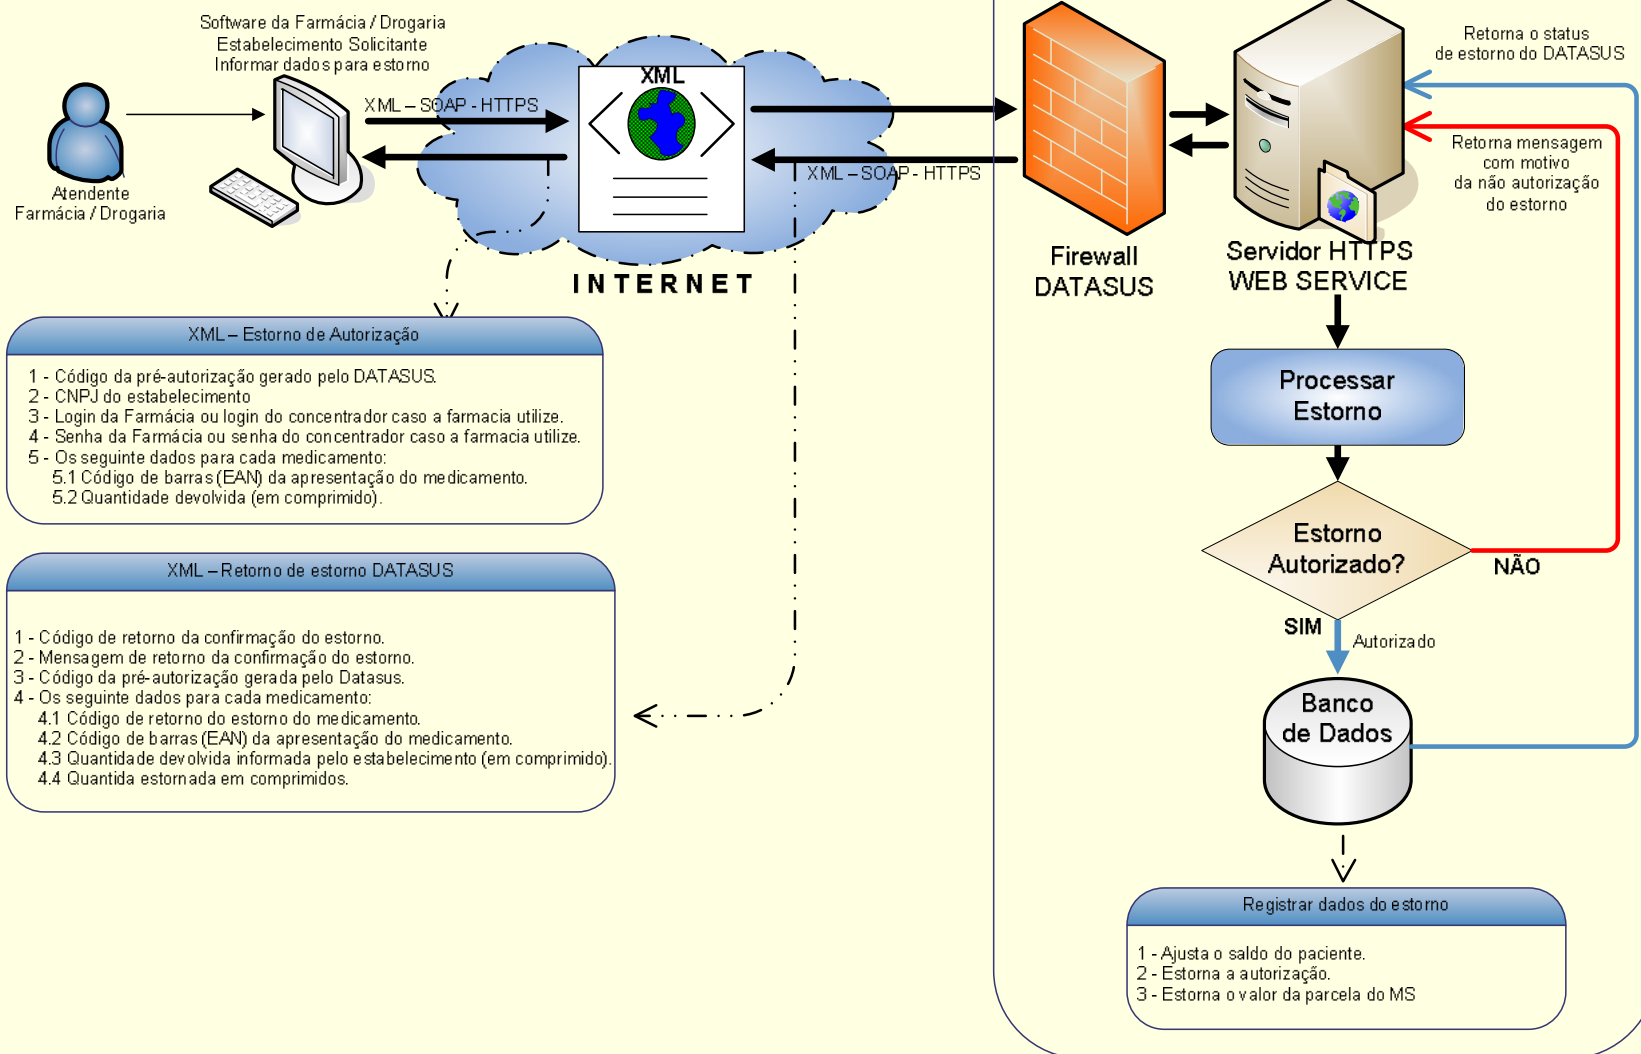 Software da Farmácia / Drogaria
Estabelecimento Solicitante
Informar dados para estorno
Atendente
Farmácia / Drogaria
XML – SOAP - HTTPS
XML
XML – SOAP - HTTPS
INTERNET
Firewall
DATASUS
Servidor HTTPS
WEB SERVICE
Retorna o status
de estorno do DATASUS
Retorna mensagem
com motivo
da não autorização
do estorno
XML – Estorno de Autorização
1 - Código da pré-autorização gerado pelo DATASUS.
2 - CNPJ do estabelecimento
3 - Login da Farmácia ou login do concentrador caso a farmacia utilize.
4 - Senha da Farmácia ou senha do concentrador caso a farmacia utilize.
5 - Os seguinte dados para cada medicamento:
5.1 Código de barras (EAN) da apresentação do medicamento.
5.2 Quantidade devolvida (em comprimido).
XML – Retorno de estorno DATASUS
1 - Código de retorno da confirmação do estorno.
2 - Mensagem de retorno da confirmação do estorno.
3 - Código da pré-autorização gerada pelo Datasus.
4 - Os seguinte dados para cada medicamento:
4.1 Código de retorno do estorno do medicamento.
4.2 Código de barras (EAN) da apresentação do medicamento.
4.3 Quantidade devolvida informada pelo estabelecimento (em comprimido).
4.4 Quantida estornada em comprimidos.
Processar
Estorno
Estorno
Autorizado?
NÃO
SIM
Autorizado
Banco
de Dados
Registrar dados do estorno
1 - Ajusta o saldo do paciente.
2 - Estorna a autorização.
3 - Estorna o valor da parcela do MS